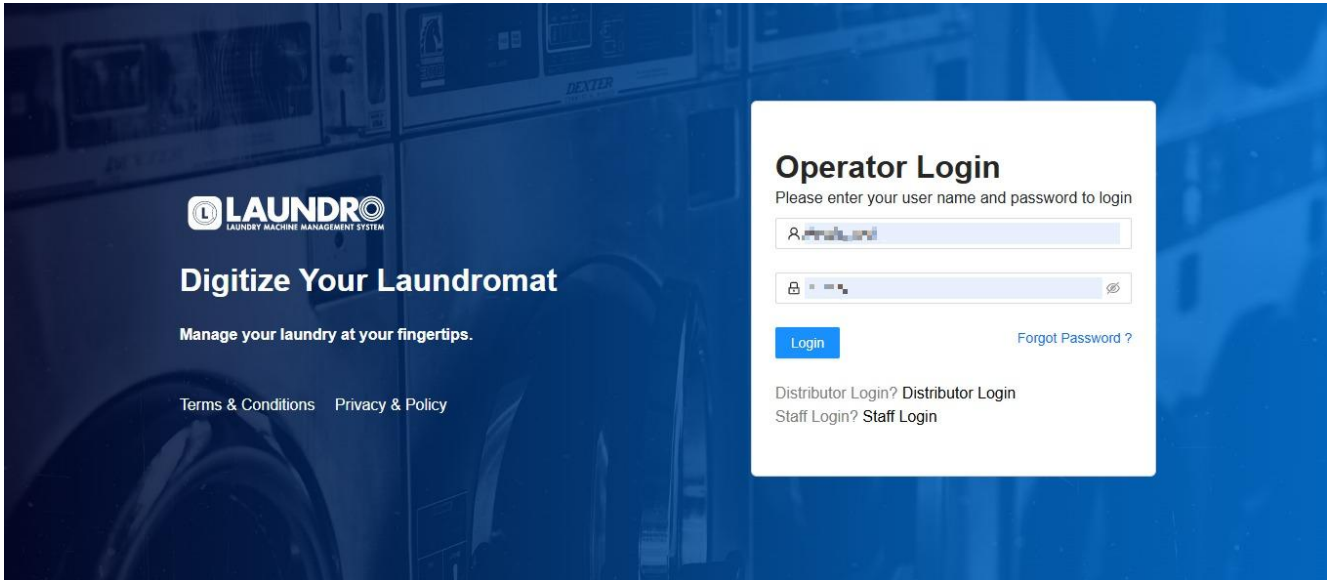 DEXTER
LAUNDRO
LAUNDRY MACHINE MANAGEMENT SYSTEM
Digitize Your Laundromat
Manage your laundry at your fingertips.
Terms & Conditions Privacy & Policy
Operator Login
Please enter your user name and password to login
Login
Forgot Password ?
Distributor Login? Distributor Login
Staff Login? Staff Login